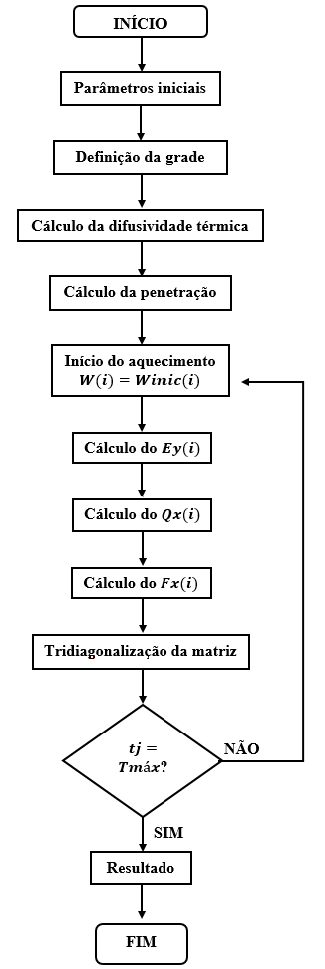 INÍCIO
Parâmetros iniciais
Definição da grade
Cálculo da difusividade térmica
Cálculo da penetração
Início do aquecimento
W(i) = Winic(i)
Cálculo do Ey(i)
Cálculo do Qx(i)
Cálculo do Fx(i)
Tridiagonalização da matriz
tj =
Tmáx?
NÃO
SIM
Resultado
FIM